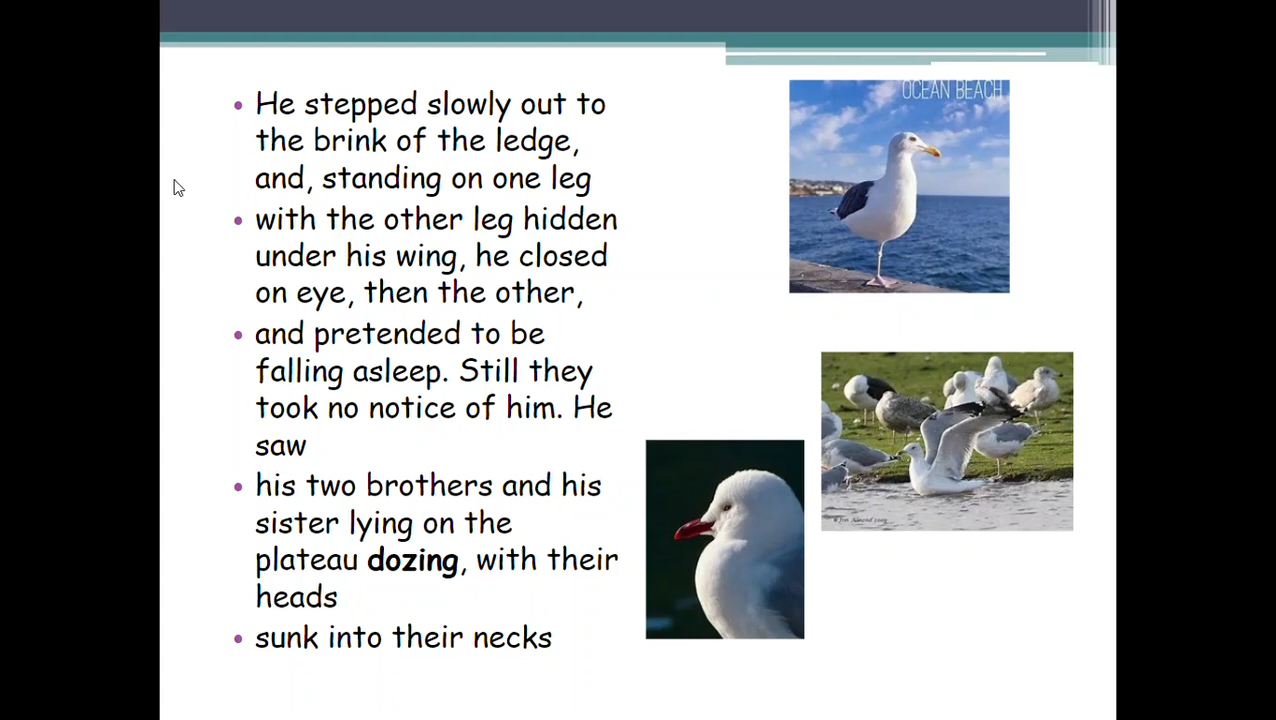 OCEAN BEACH
• He stepped slowly out to
the brink of the ledge,
and, standing on one leg
• with the other leg hidden
under his wing, he closed
on eye, then the other,
• and pretended to be
falling asleep. Still they
took no notice of him. He
saw
• his two brothers and his
sister lying on the
plateau dozing, with their
heads
• sunk into their necks